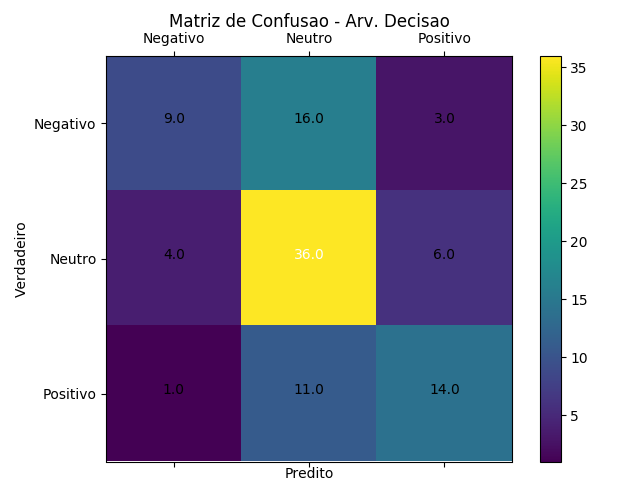 Matriz de Confusao - Arv. Decisao
Negativo Neutro Positivo
Negativo 9.0 16.0 3.0
Neutro 4.0 36.0 6.0
Positivo 1.0 11.0 14.0
Verdadeiro
Predito
35
30
25
20
15
10
5